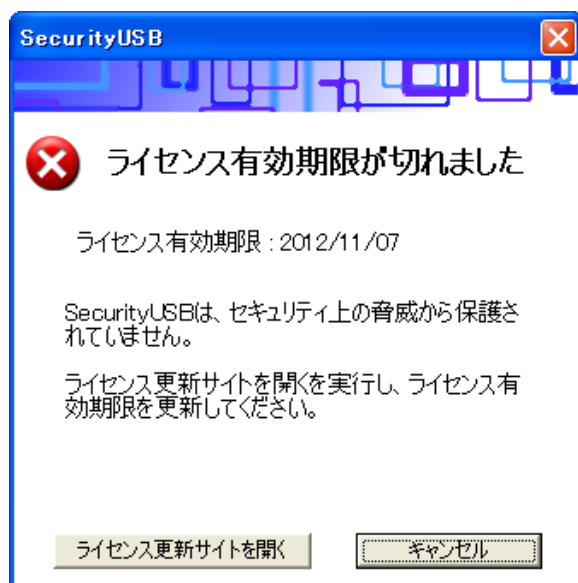 SecurityUSB
ライセンス有効期限が切れました
ライセンス有効期限 : 2012/11/07
SecurityUSBは、セキュリティ上の脅威から保護さ
れていません。
ライセンス更新サイトを開くを実行し、ライセンス有
効期限を更新してください。
ライセンス更新サイトを開く
キャンセル